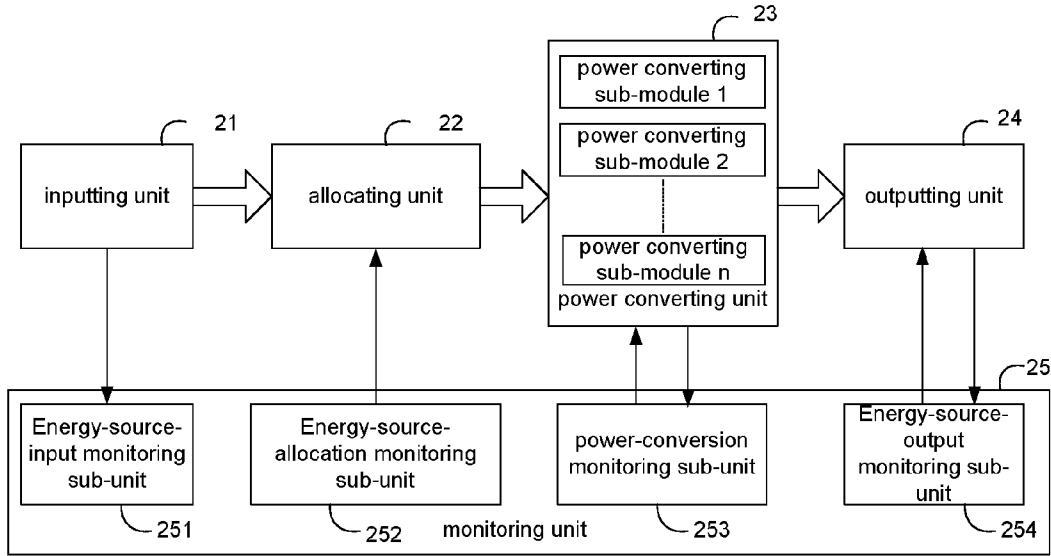 23
power converting
sub-module 1
21
22
24
power converting
sub-module 2
inputting unit
allocating unit
outputting unit
power converting
sub-module n
power converting unit
25
Energy-source-
input monitoring
sub-unit
Energy-source-
allocation monitoring
sub-unit
power-conversion
monitoring sub-unit
Energy-source-
output
monitoring sub-
unit
251
252
monitoring unit
253
254